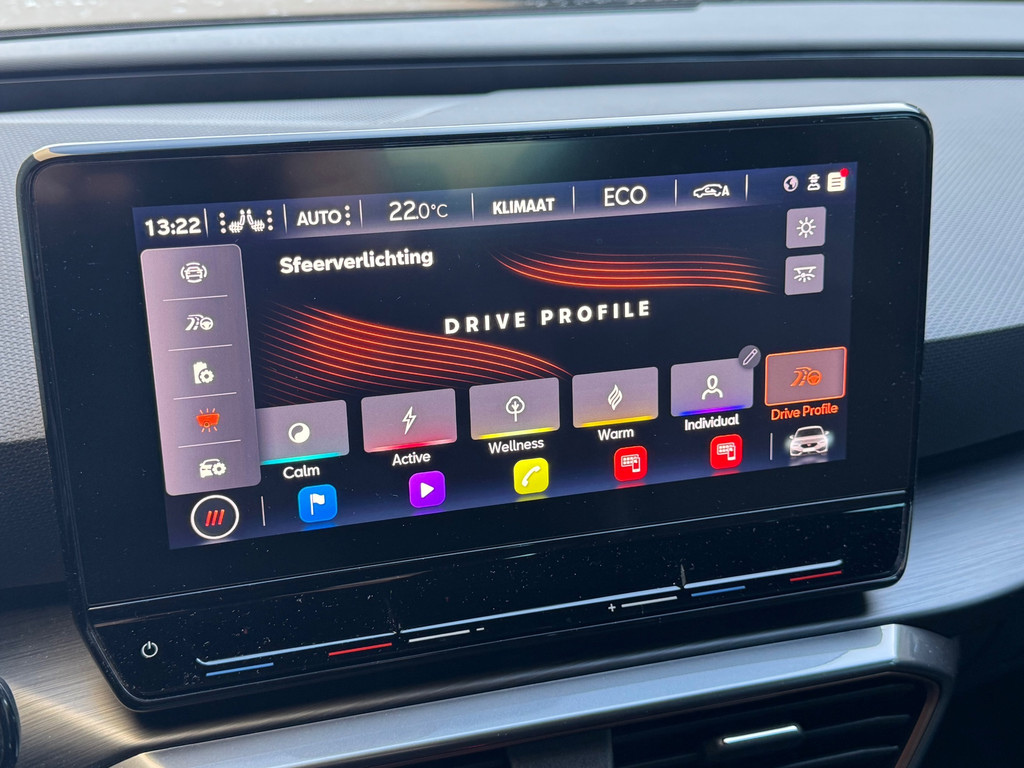 13:22 AUTO 22.0°C KLIMAAT ECO A
Sfeerverlichting
DRIVE PROFILE
Calm Active Wellness Warm Individual Drive Profile
- +